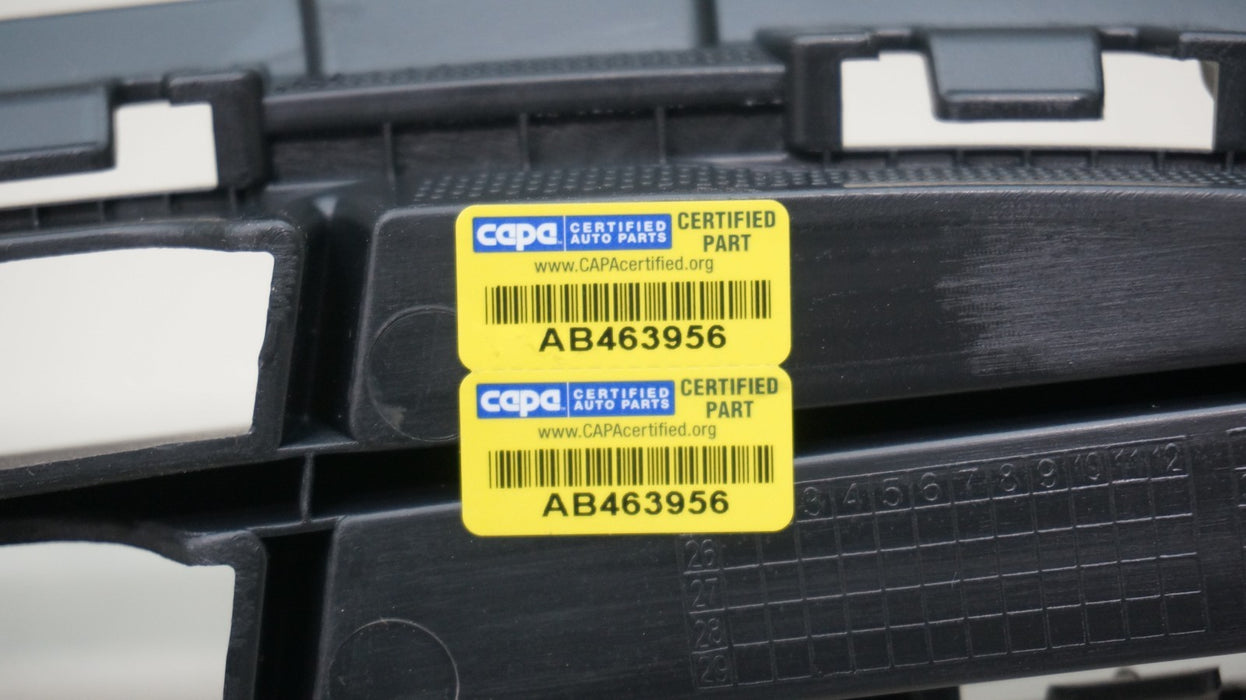 capa CERTIFIED AUTO PARTS CERTIFIED PART
www.CAPAcertified.org
AB463956
capa CERTIFIED AUTO PARTS CERTIFIED PART
www.CAPAcertified.org
AB463956
3 4 5 6 7 8 9 10 11 12
26
27
28
29